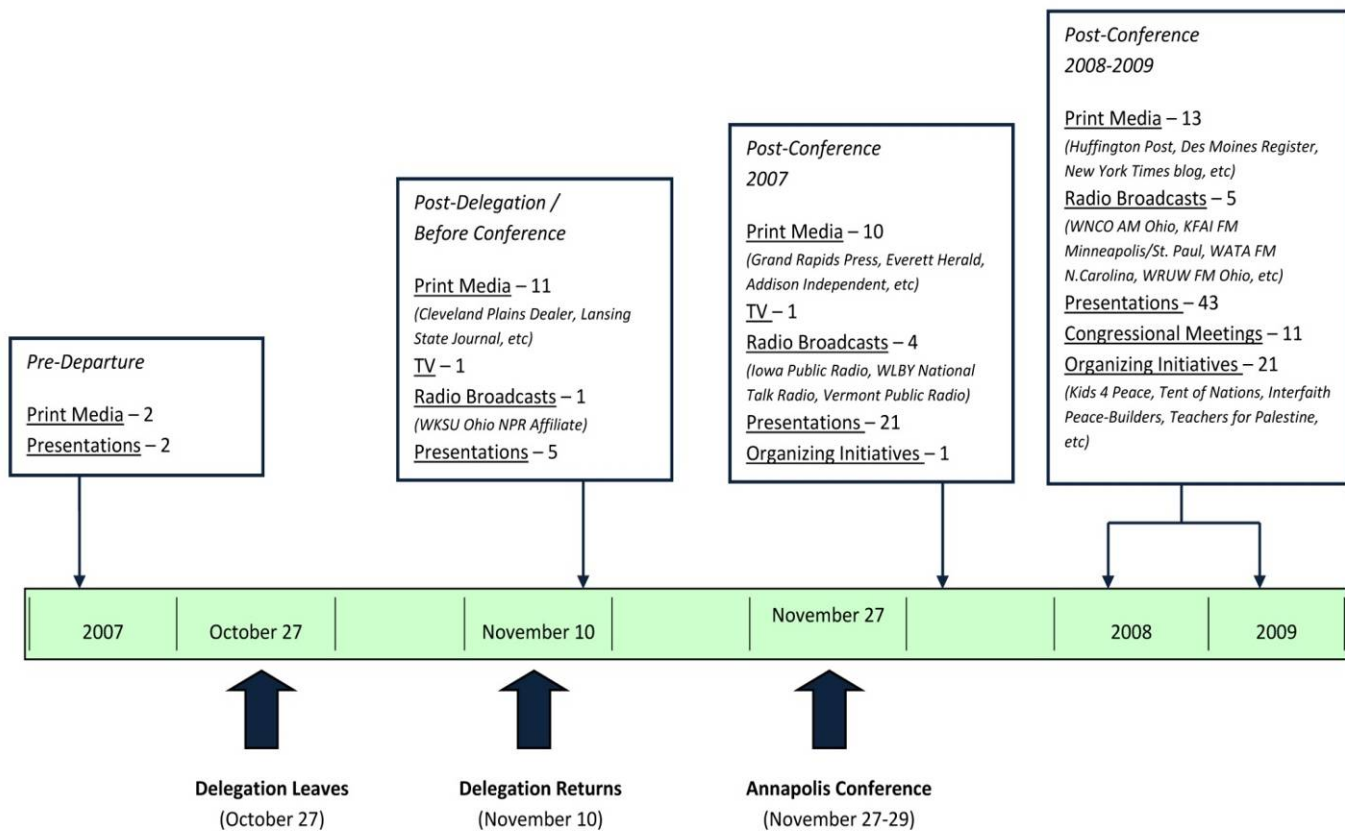 Pre-Departure
Print Media – 2
Presentations – 2
Post-Delegation /
Before Conference
Print Media – 11
(Cleveland Plains Dealer, Lansing
State Journal, etc)
TV – 1
Radio Broadcasts – 1
(WKSU Ohio NPR Affiliate)
Presentations – 5
Post-Conference
2007
Print Media – 10
(Grand Rapids Press, Everett Herald,
Addison Independent, etc)
TV – 1
Radio Broadcasts – 4
(Iowa Public Radio, WLBY National
Talk Radio, Vermont Public Radio)
Presentations – 21
Organizing Initiatives – 1
Post-Conference
2008-2009
Print Media – 13
(Huffington Post, Des Moines Register,
New York Times blog, etc)
Radio Broadcasts – 5
(WNCO AM Ohio, KFAI FM
Minneapolis/St. Paul, WATA FM
N.Carolina, WRUW FM Ohio, etc)
Presentations – 43
Congressional Meetings – 11
Organizing Initiatives – 21
(Kids 4 Peace, Tent of Nations, Interfaith
Peace-Builders, Teachers for Palestine,
etc)
2007
October 27
November 10
November 27
2008
2009
Delegation Leaves
(October 27)
Delegation Returns
(November 10)
Annapolis Conference
(November 27-29)